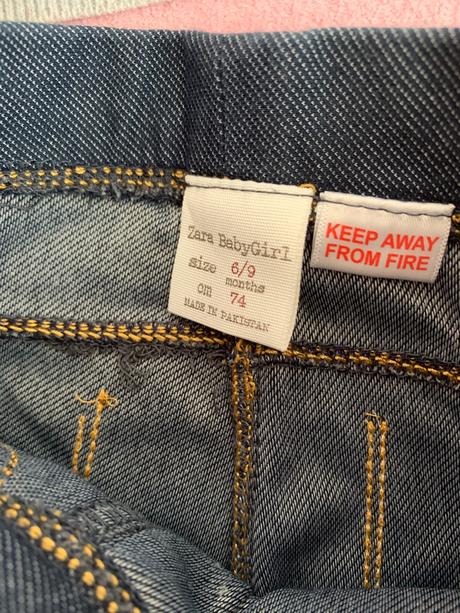 Zara BabyGirl
size 6/9
months
cm 74
MADE IN PAKISTAN
KEEP AWAY
FROM FIRE